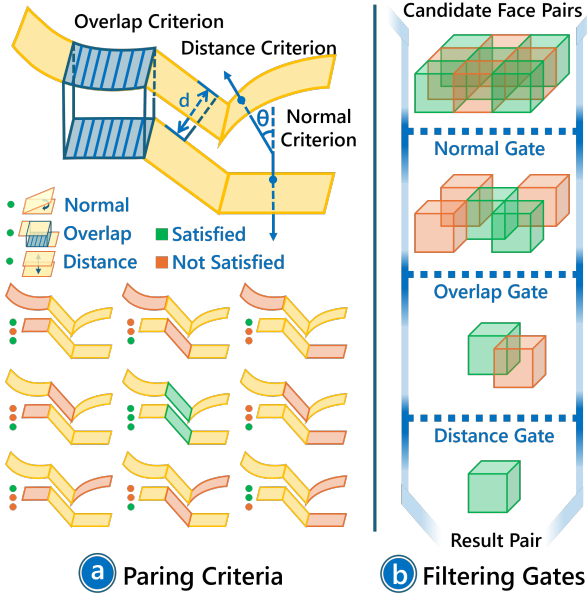 Overlap Criterion
Distance Criterion
d
θ
Normal
Criterion
Normal
Overlap
Distance
Satisfied
Not Satisfied
a Paring Criteria
Candidate Face Pairs
Normal Gate
Overlap Gate
Distance Gate
Result Pair
b Filtering Gates